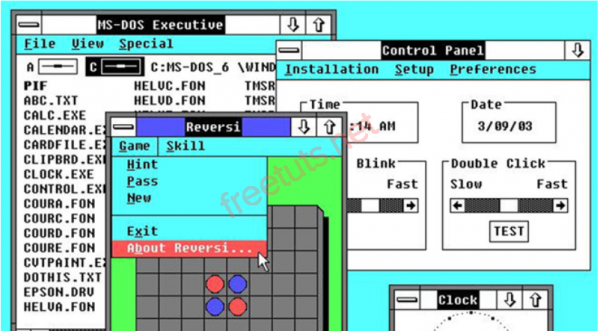 MS-DOS Executive
File View Special
A C C:MS-DOS_6 \WIND
PIF HELVC.FON TMSR
ABC.TXT HELVD.FON TMSR
CALC.EXE
CALENDAR.EX
CARDFILE.EX
CLIPBRD.EXE
CLOCK.EXE
CONTROL.EXE
COURA.FON
COURC.FON
COURD.FON
COURE.FON
CVTPAINT.EX
DOTHIS.TXT
EPSON.DRV
HELVA.FON
Control Panel
Installation Setup Preferences
Time
:14 AM
Date
3/09/03
Blink
Fast
Double Click
Slow Fast
TEST
Reversi
Game Skill
Hint
Pass
New
Exit
About Reversi...
Clock
freetuts.net